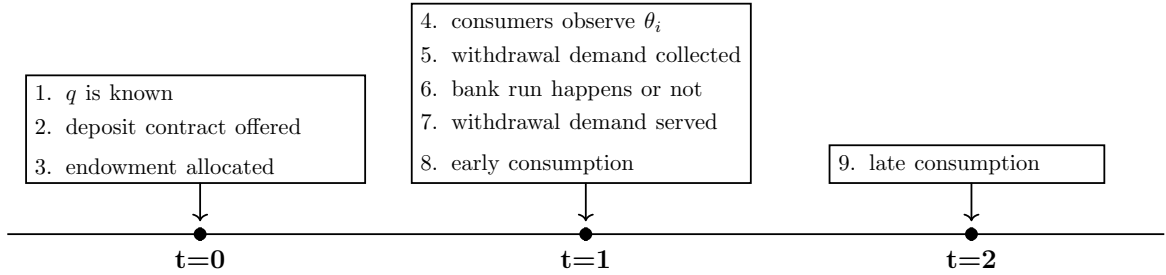 1. q is known
2. deposit contract offered
3. endowment allocated
4. consumers observe θ_i
5. withdrawal demand collected
6. bank run happens or not
7. withdrawal demand served
8. early consumption
9. late consumption
t=0
t=1
t=2